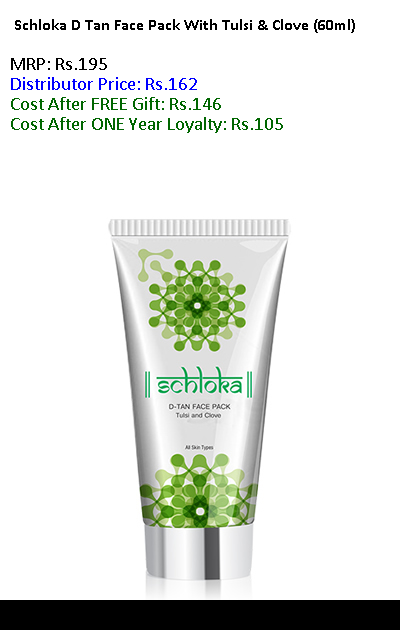 Schloka D Tan Face Pack With Tulsi & Clove (60ml)
MRP: Rs.195
Distributor Price: Rs.162
Cost After FREE Gift: Rs.146
Cost After ONE Year Loyalty: Rs.105
schloka
D-TAN FACE PACK
Tulsi and Clove
All Skin Types